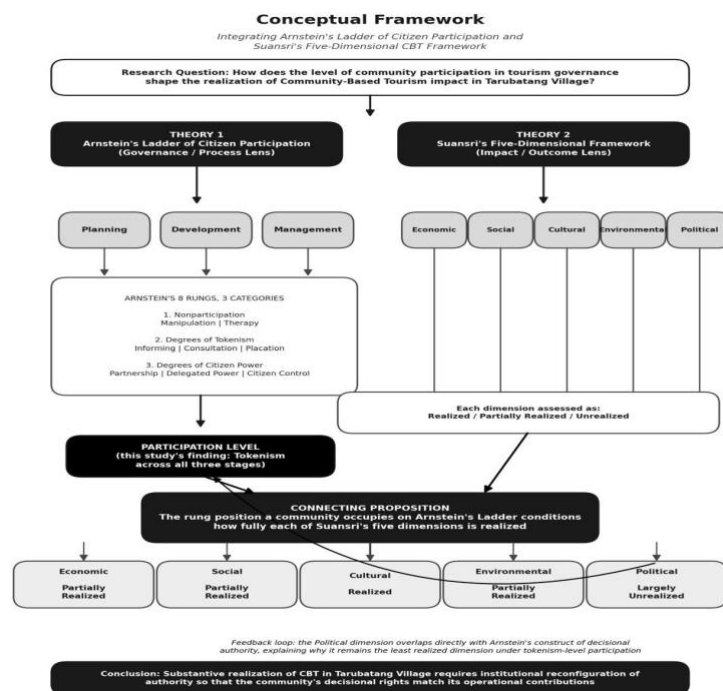 Conceptual Framework
Integrating Arnstein's Ladder of Citizen Participation and
Suansri's Five-Dimensional CBT Framework
Research Question: How does the level of community participation in tourism governance
shape the realization of Community-Based Tourism impact in Tarubatang Village?
THEORY 1
Arnstein's Ladder of Citizen Participation
(Governance / Process Lens)
THEORY 2
Suansri's Five-Dimensional Framework
(Impact / Outcome Lens)
Planning
Development
Management
Economic
Social
Cultural
Environmental
Political
ARNSTEIN'S 8 RUNGS, 3 CATEGORIES
1. Nonparticipation
Manipulation | Therapy
2. Degrees of Tokenism
Informing | Consultation | Placation
3. Degrees of Citizen Power
Partnership | Delegated Power | Citizen Control
Each dimension assessed as:
Realized / Partially Realized / Unrealized
PARTICIPATION LEVEL
(this study's finding: Tokenism
across all three stages)
CONNECTING PROPOSITION
The rung position a community occupies on Arnstein's Ladder conditions
how fully each of Suansri's five dimensions is realized
Economic
Partially
Realized
Social
Partially
Realized
Cultural
Realized
Environmental
Partially
Realized
Political
Largely
Unrealized
Feedback loop: the Political dimension overlaps directly with Arnstein's construct of decisional
authority, explaining why it remains the least realized dimension under tokenism-level participation
Conclusion: Substantive realization of CBT in Tarubatang Village requires institutional reconfiguration of
authority so that the community's decisional rights match its operational contributions